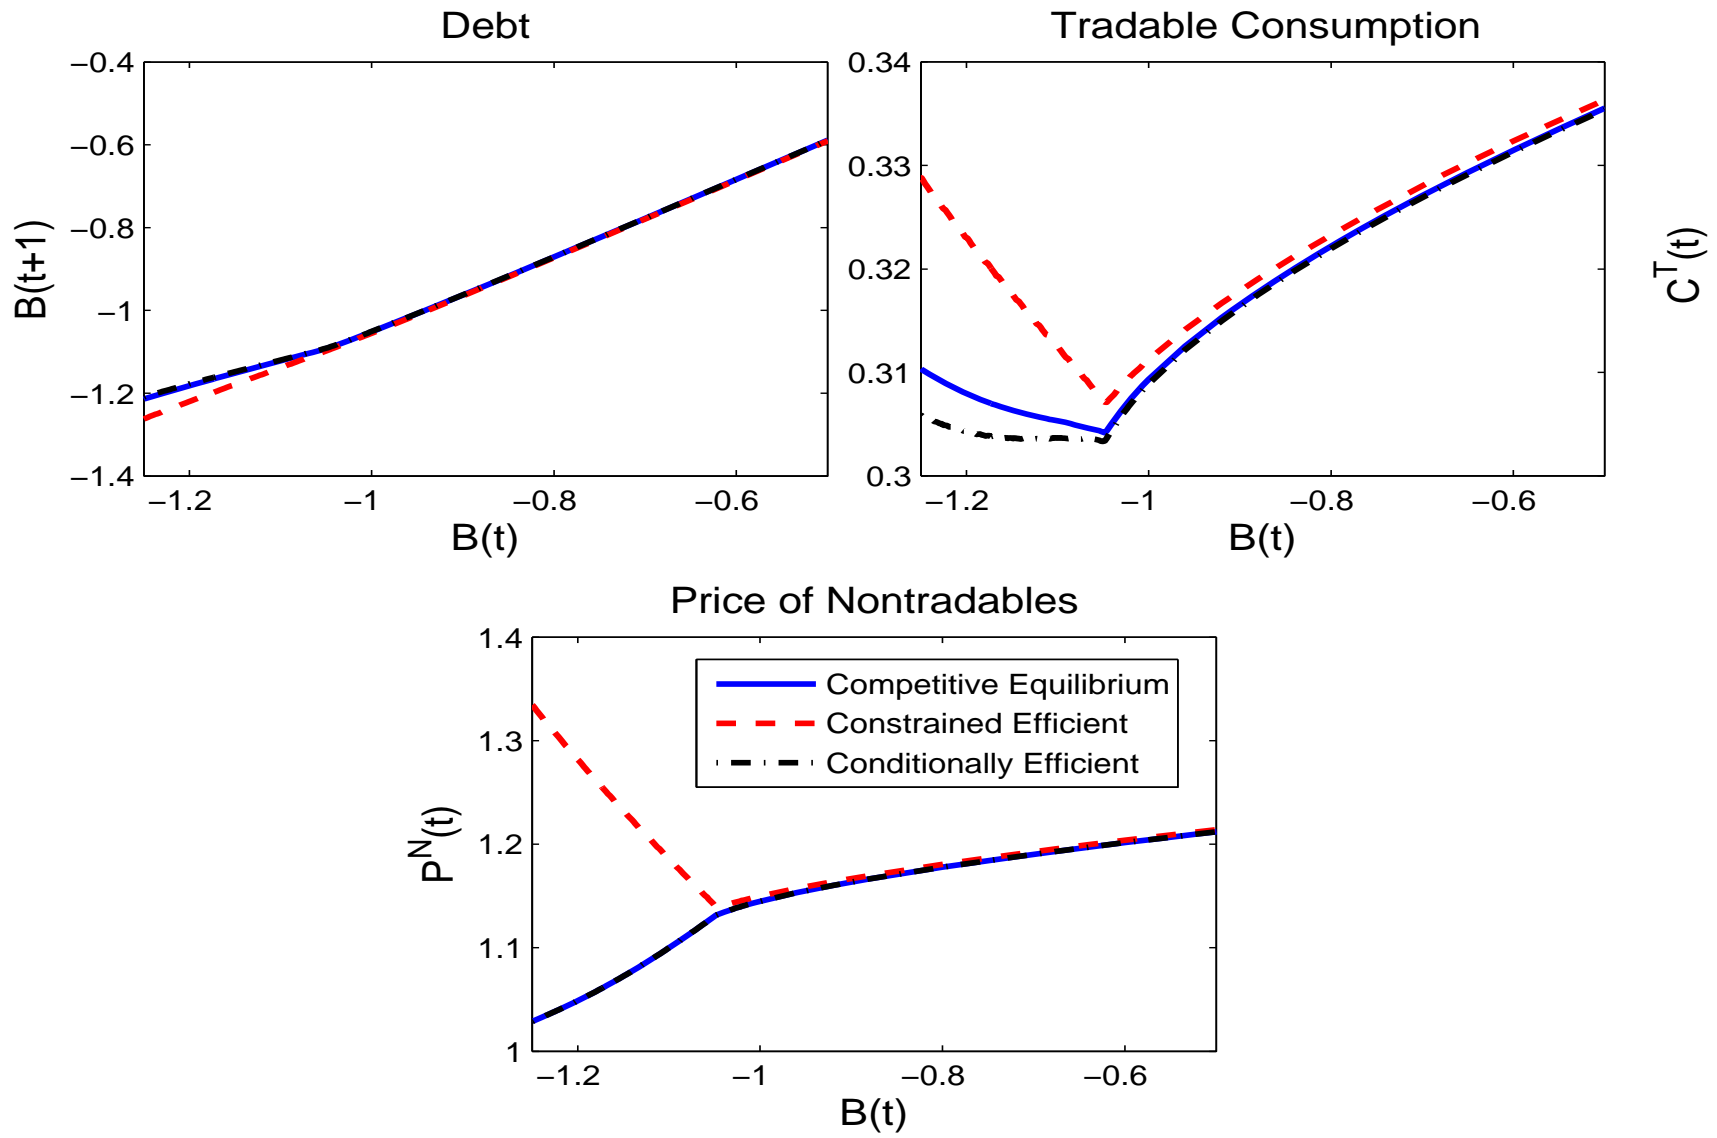 Debt
−0.4
−0.6
−0.8
−1
−1.2
−1.4
B(t+1)
−1.2
−1
−0.8
−0.6
B(t)
Tradable Consumption
0.34
0.33
0.32
0.31
0.3
C^T(t)
−1.2
−1
−0.8
−0.6
B(t)
Price of Nontradables
1.4
1.3
1.2
1.1
1
P^N(t)
Competitive Equilibrium
Constrained Efficient
Conditionally Efficient
−1.2
−1
−0.8
−0.6
B(t)